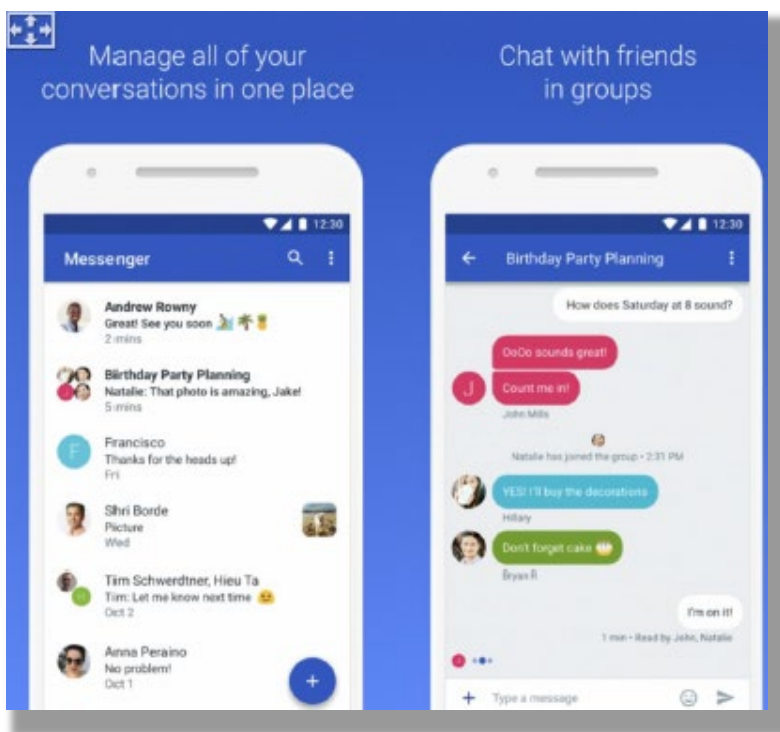 Manage all of your
conversations in one place
12:30
Messenger
Andrew Rowny
Great! See you soon
2 mins
Birthday Party Planning
Natalie: That photo is amazing, Jake!
5 mins
F
Francisco
Thanks for the heads up!
Fri
Shri Borde
Picture
Wed
Tim Schwerdtner, Hieu Ta
Tim: Let me know next time
Oct 2
Anna Peraino
No problem!
Oct 1
Chat with friends
in groups
12:30
Birthday Party Planning
How does Saturday at 8 sound?
OoOo sounds great!
J
Count me in!
John Mills
Natalie has joined the group • 2:31 PM
YES! I'll buy the decorations
Hillary
Don't forget cake
Bryan R
I'm on it!
1 min • Read by John, Natalie
Type a message